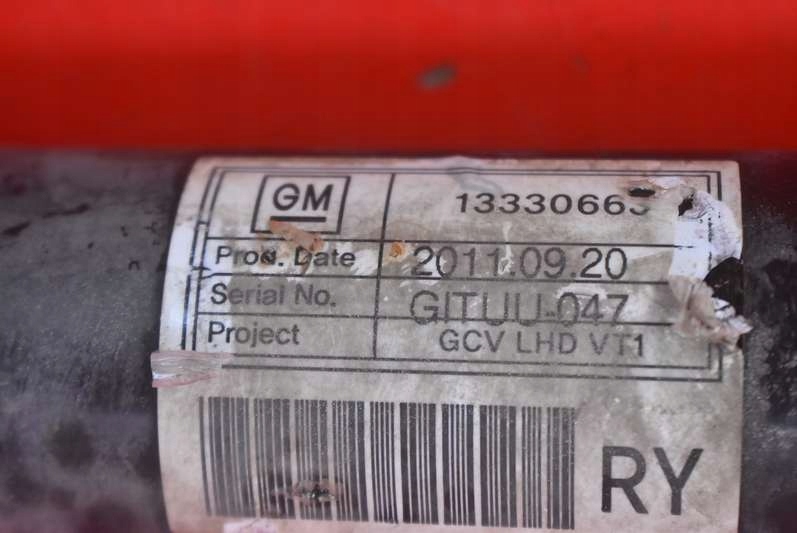 GM 13330663
Prod. Date 2011.09.20
Serial No. GITUU-047
Project GCV LHD VT1
RY